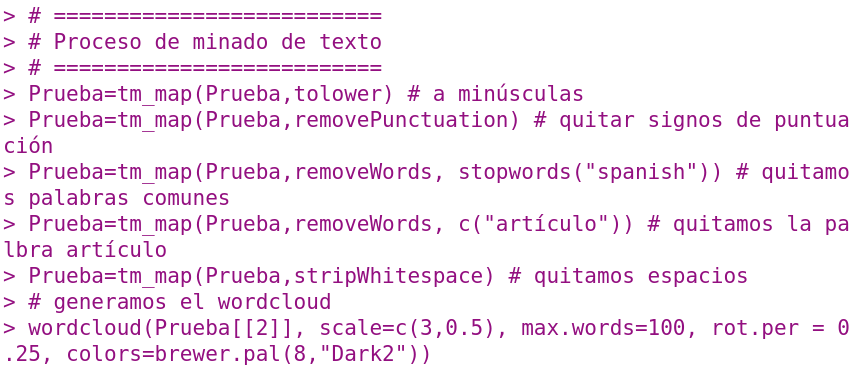 > # ==========================
> # Proceso de minado de texto
> # ==========================
> Prueba=tm_map(Prueba,tolower) # a minúsculas
> Prueba=tm_map(Prueba,removePunctuation) # quitar signos de puntua
ción
> Prueba=tm_map(Prueba,removeWords, stopwords("spanish")) # quitamo
s palabras comunes
> Prueba=tm_map(Prueba,removeWords, c("artículo")) # quitamos la pa
lbra artículo
> Prueba=tm_map(Prueba,stripWhitespace) # quitamos espacios
> # generamos el wordcloud
> wordcloud(Prueba[[2]], scale=c(3,0.5), max.words=100, rot.per = 0
.25, colors=brewer.pal(8,"Dark2"))